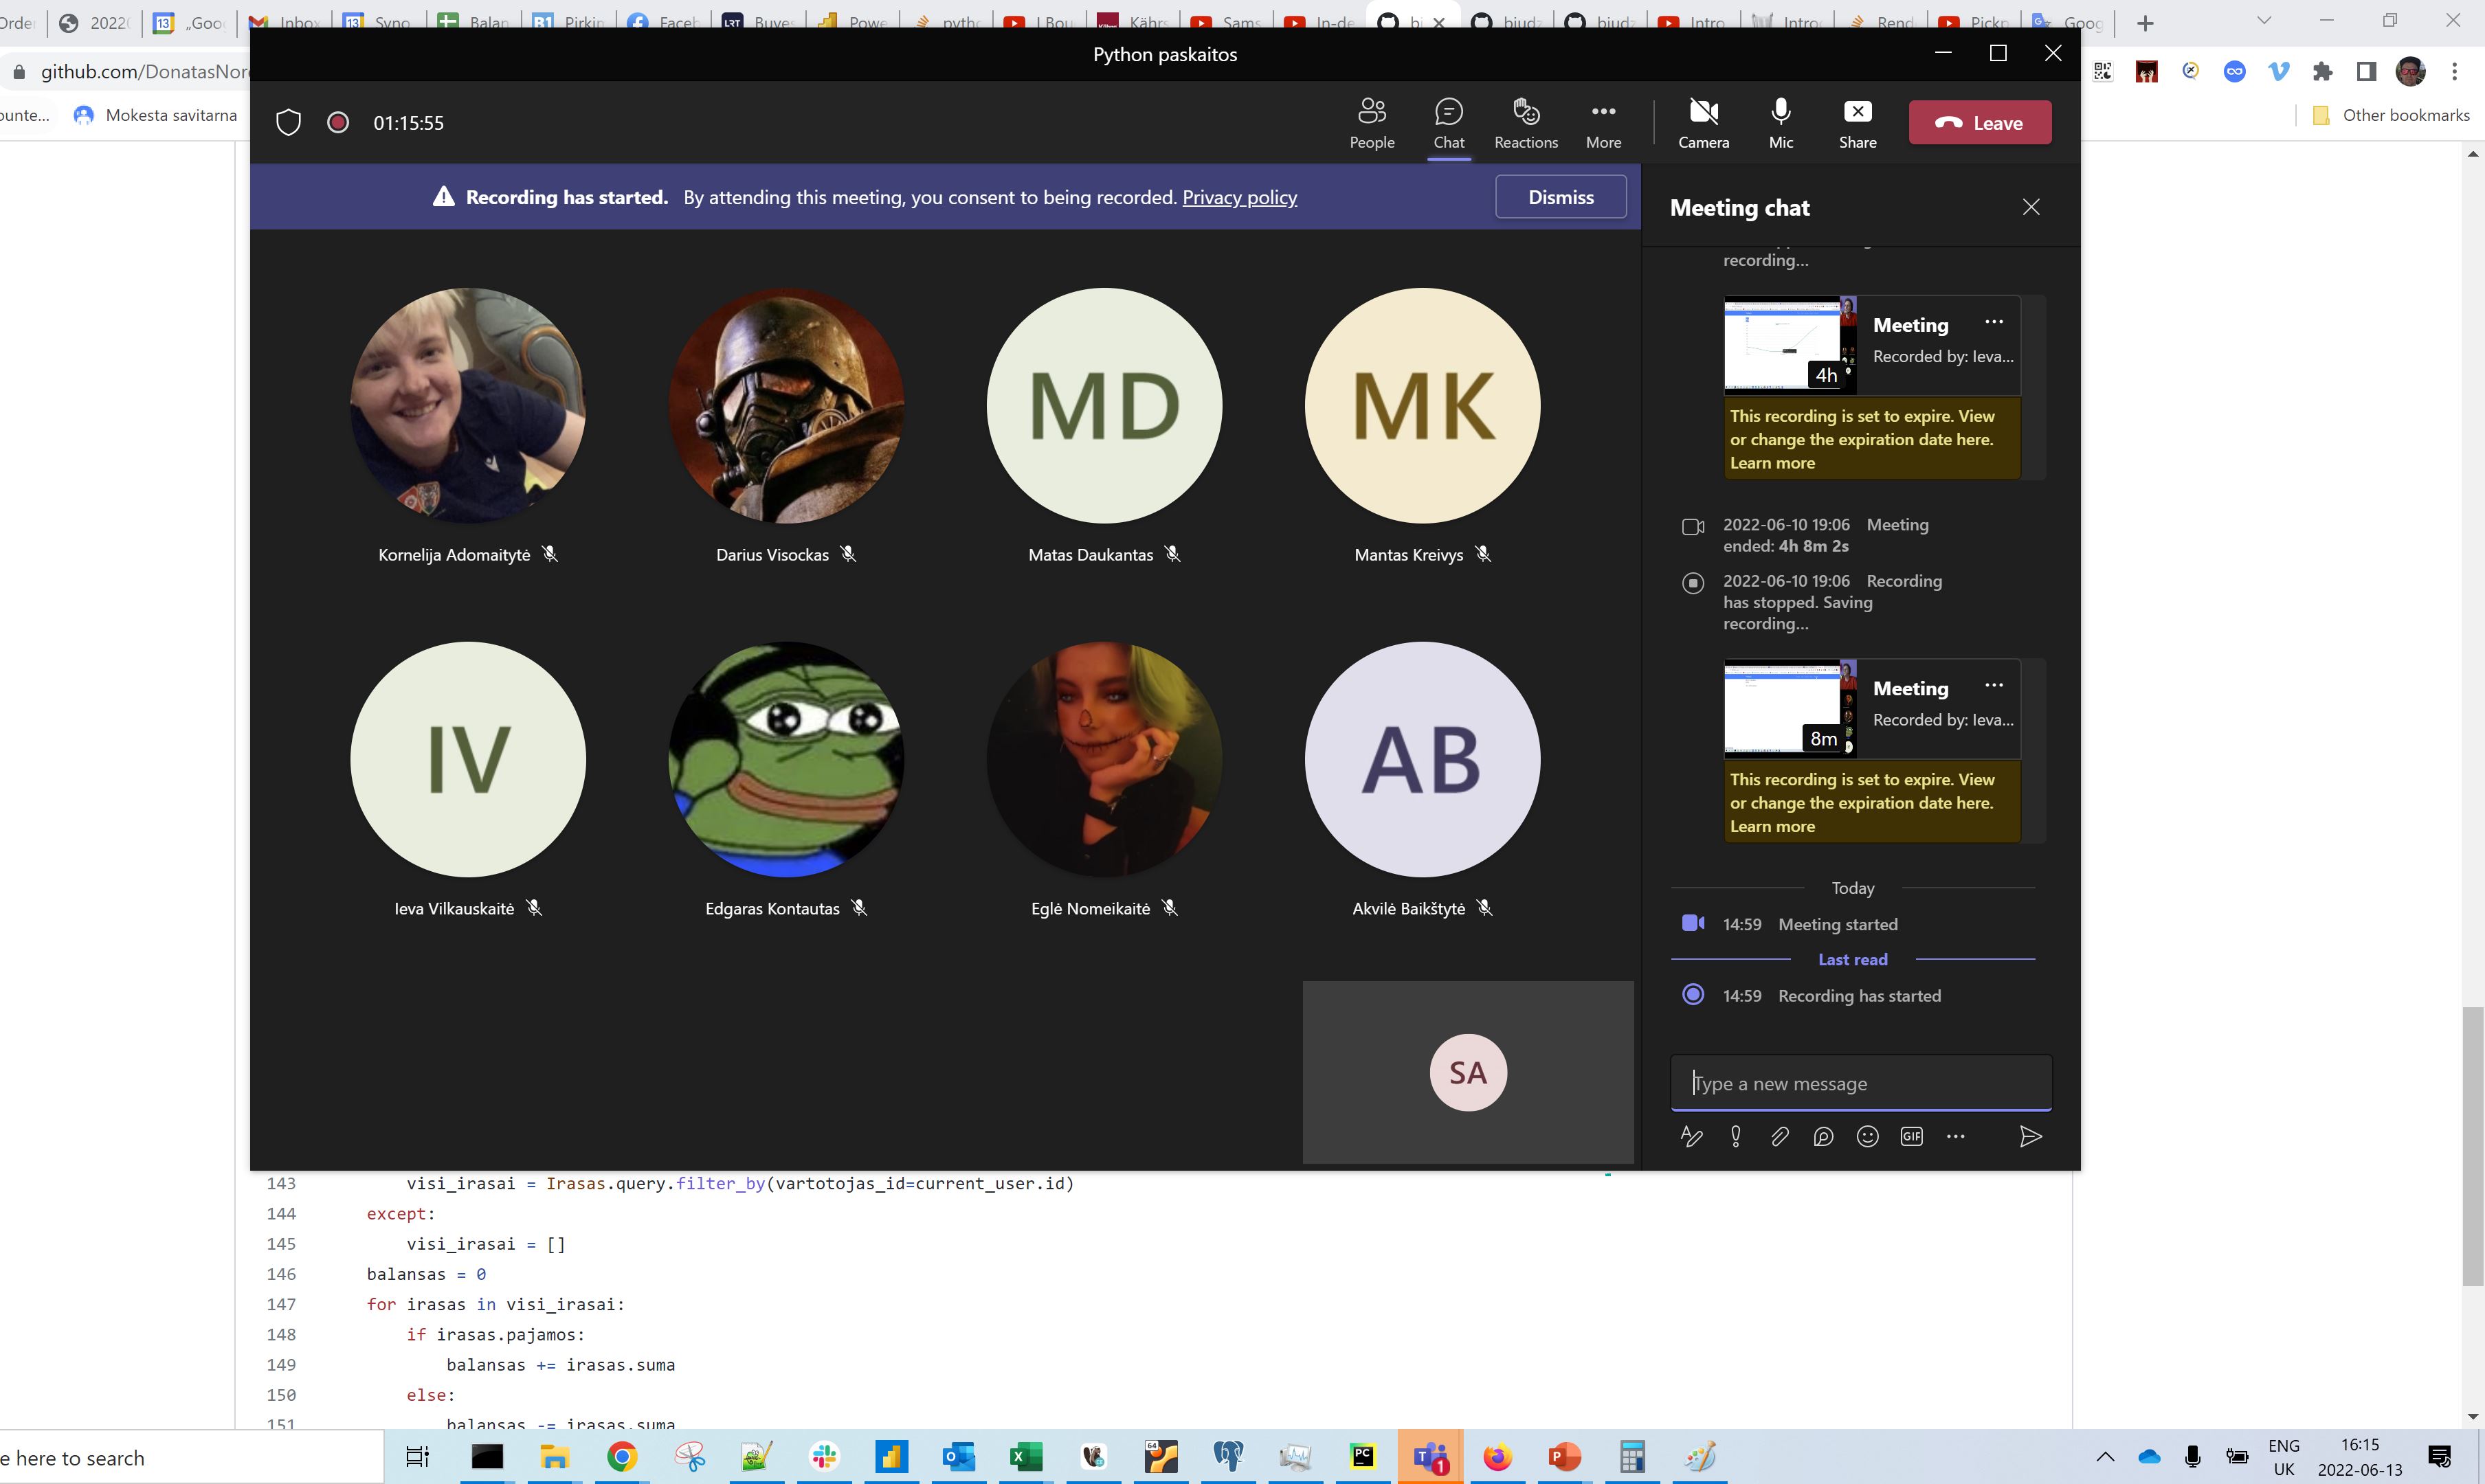 2022
„Goo
Inbox
Syno
Balan
Pirkin
Faceb
Buves
Powe
pytho
I Bou
Kährs
Sams
In-de
bi
biudz
biudz
Intro
Intro
Rend
Pickp
Goog
github.com/DonatasNor
Mokesta savitarna
Other bookmarks
Python paskaitos
01:15:55
People
Chat
Reactions
More
Camera
Mic
Share
Leave
Recording has started. By attending this meeting, you consent to being recorded. Privacy policy
Dismiss
MD
MK
Kornelija Adomaitytė
Darius Visockas
Matas Daukantas
Mantas Kreivys
IV
AB
Ieva Vilkauskaitė
Edgaras Kontautas
Eglė Nomeikaitė
Akvilė Baikštytė
SA
Meeting chat
recording...
Meeting
Recorded by: Ieva...
4h
This recording is set to expire. View
or change the expiration date here.
Learn more
2022-06-10 19:06 Meeting
ended: 4h 8m 2s
2022-06-10 19:06 Recording
has stopped. Saving
recording...
Meeting
Recorded by: Ieva...
8m
This recording is set to expire. View
or change the expiration date here.
Learn more
Today
14:59 Meeting started
Last read
14:59 Recording has started
Type a new message
GIF
143 visi_irasai = Irasas.query.filter_by(vartotojas_id=current_user.id)
144 except:
145 visi_irasai = []
146 balansas = 0
147 for irasas in visi_irasai:
148 if irasas.pajamos:
149 balansas += irasas.suma
150 else:
151 balansas -= irasas.suma
e here to search
ENG
UK
16:15
2022-06-13